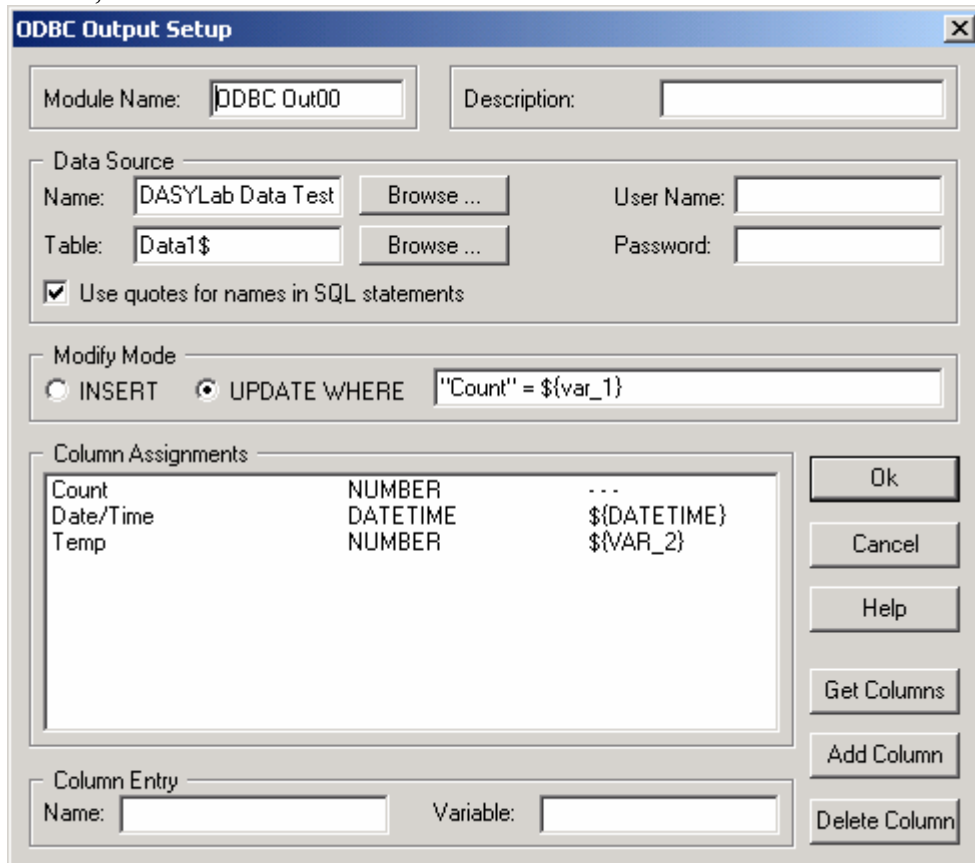 ODBC Output Setup
Module Name: ODBC Out00 Description:
Data Source
Name: DASYLab Data Test Browse ... User Name:
Table: Data1$ Browse ... Password:
Use quotes for names in SQL statements
Modify Mode
INSERT UPDATE WHERE "Count" = ${var_1}
Column Assignments
Count NUMBER ---
Date/Time DATETIME ${DATETIME}
Temp NUMBER ${VAR_2}
Ok
Cancel
Help
Get Columns
Add Column
Delete Column
Column Entry
Name: Variable: